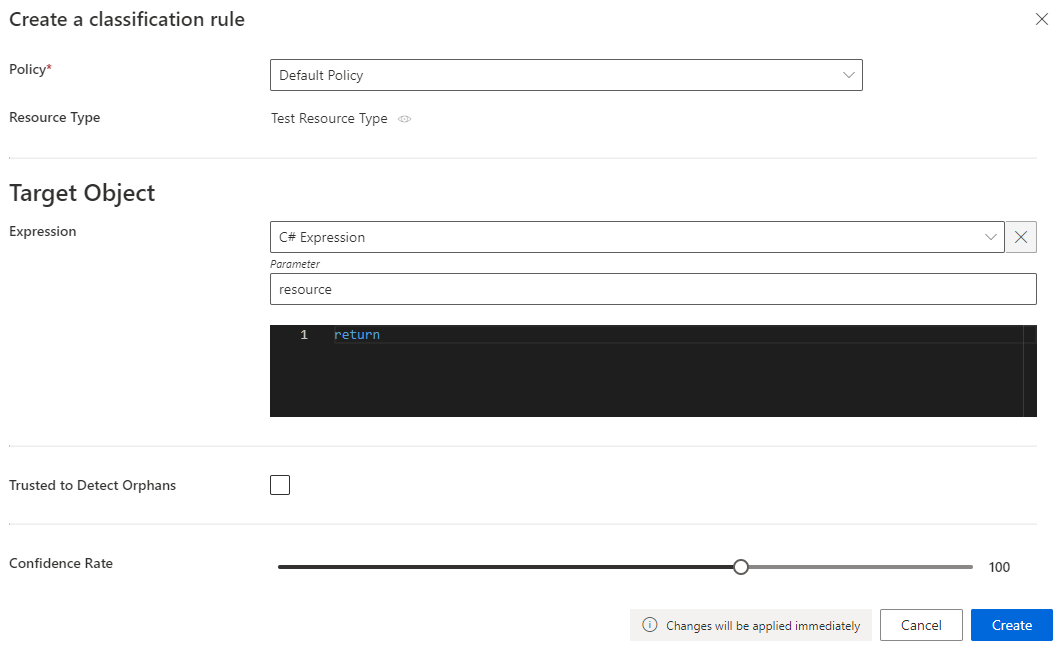 Create a classification rule
Policy*
Default Policy
Resource Type
Test Resource Type
Target Object
Expression
C# Expression
Parameter
resource
1 return
Trusted to Detect Orphans
Confidence Rate
100
Changes will be applied immediately
Cancel
Create